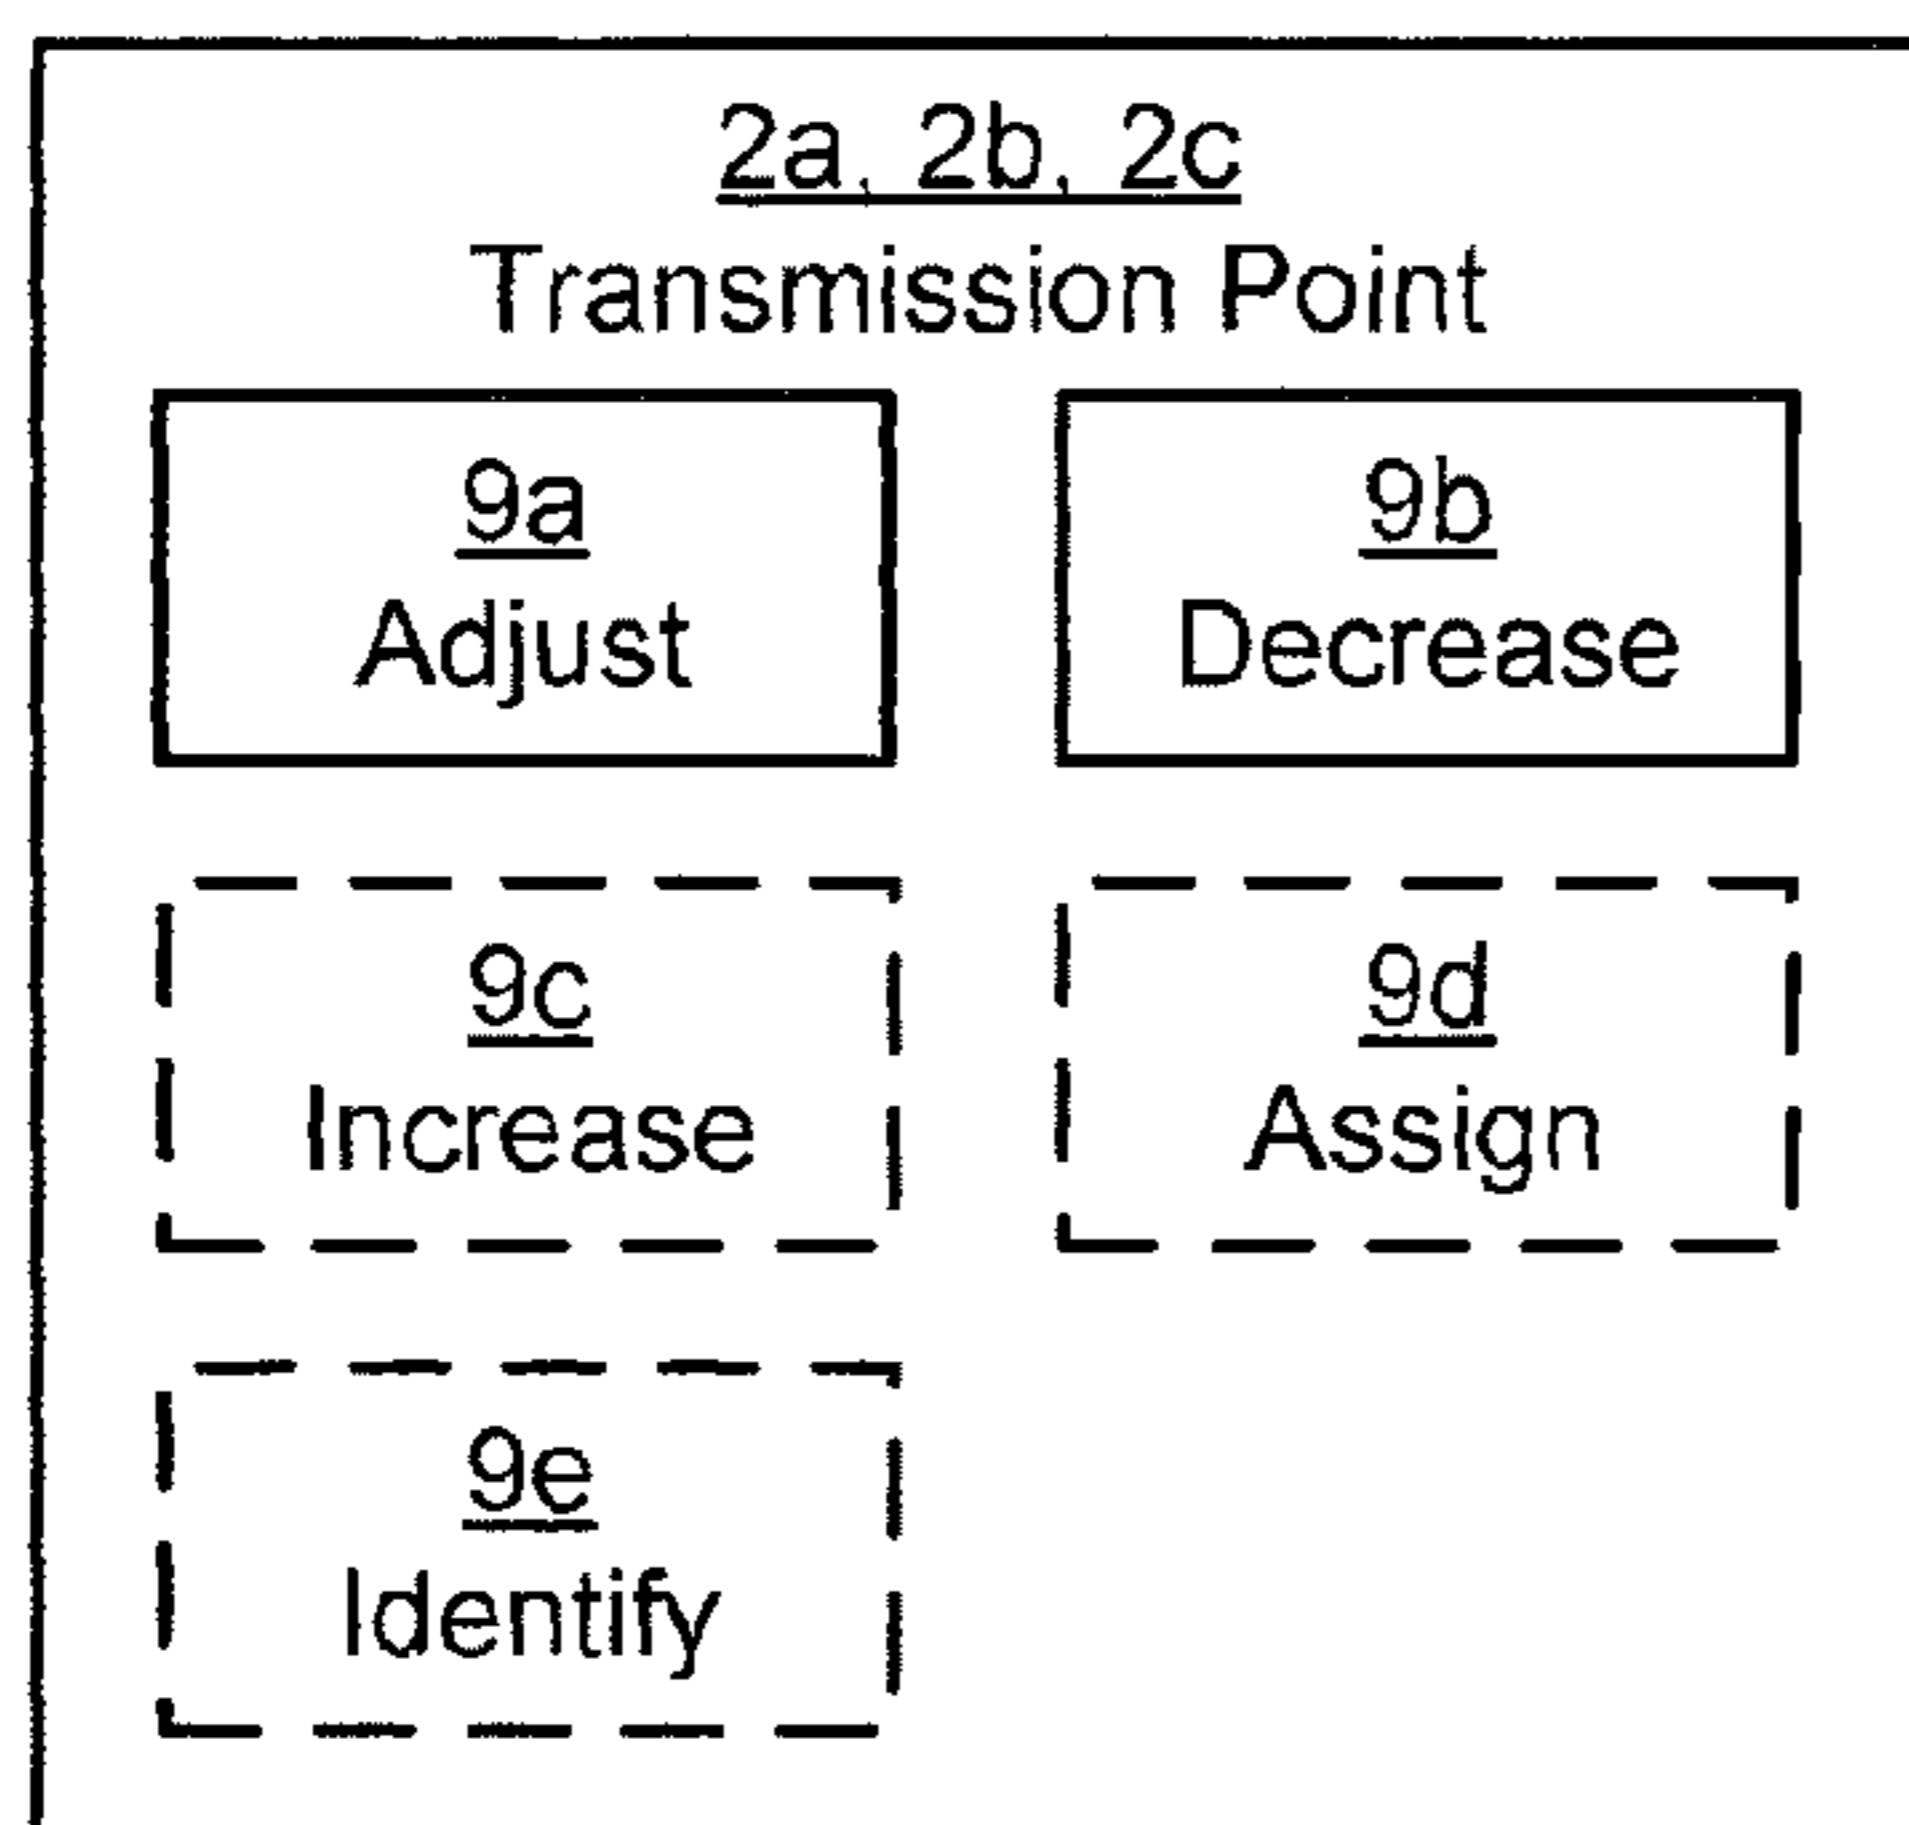 2a, 2b, 2c
Transmission Point
9a
Adjust
9b
Decrease
9c
Increase
9d
Assign
9e
Identify